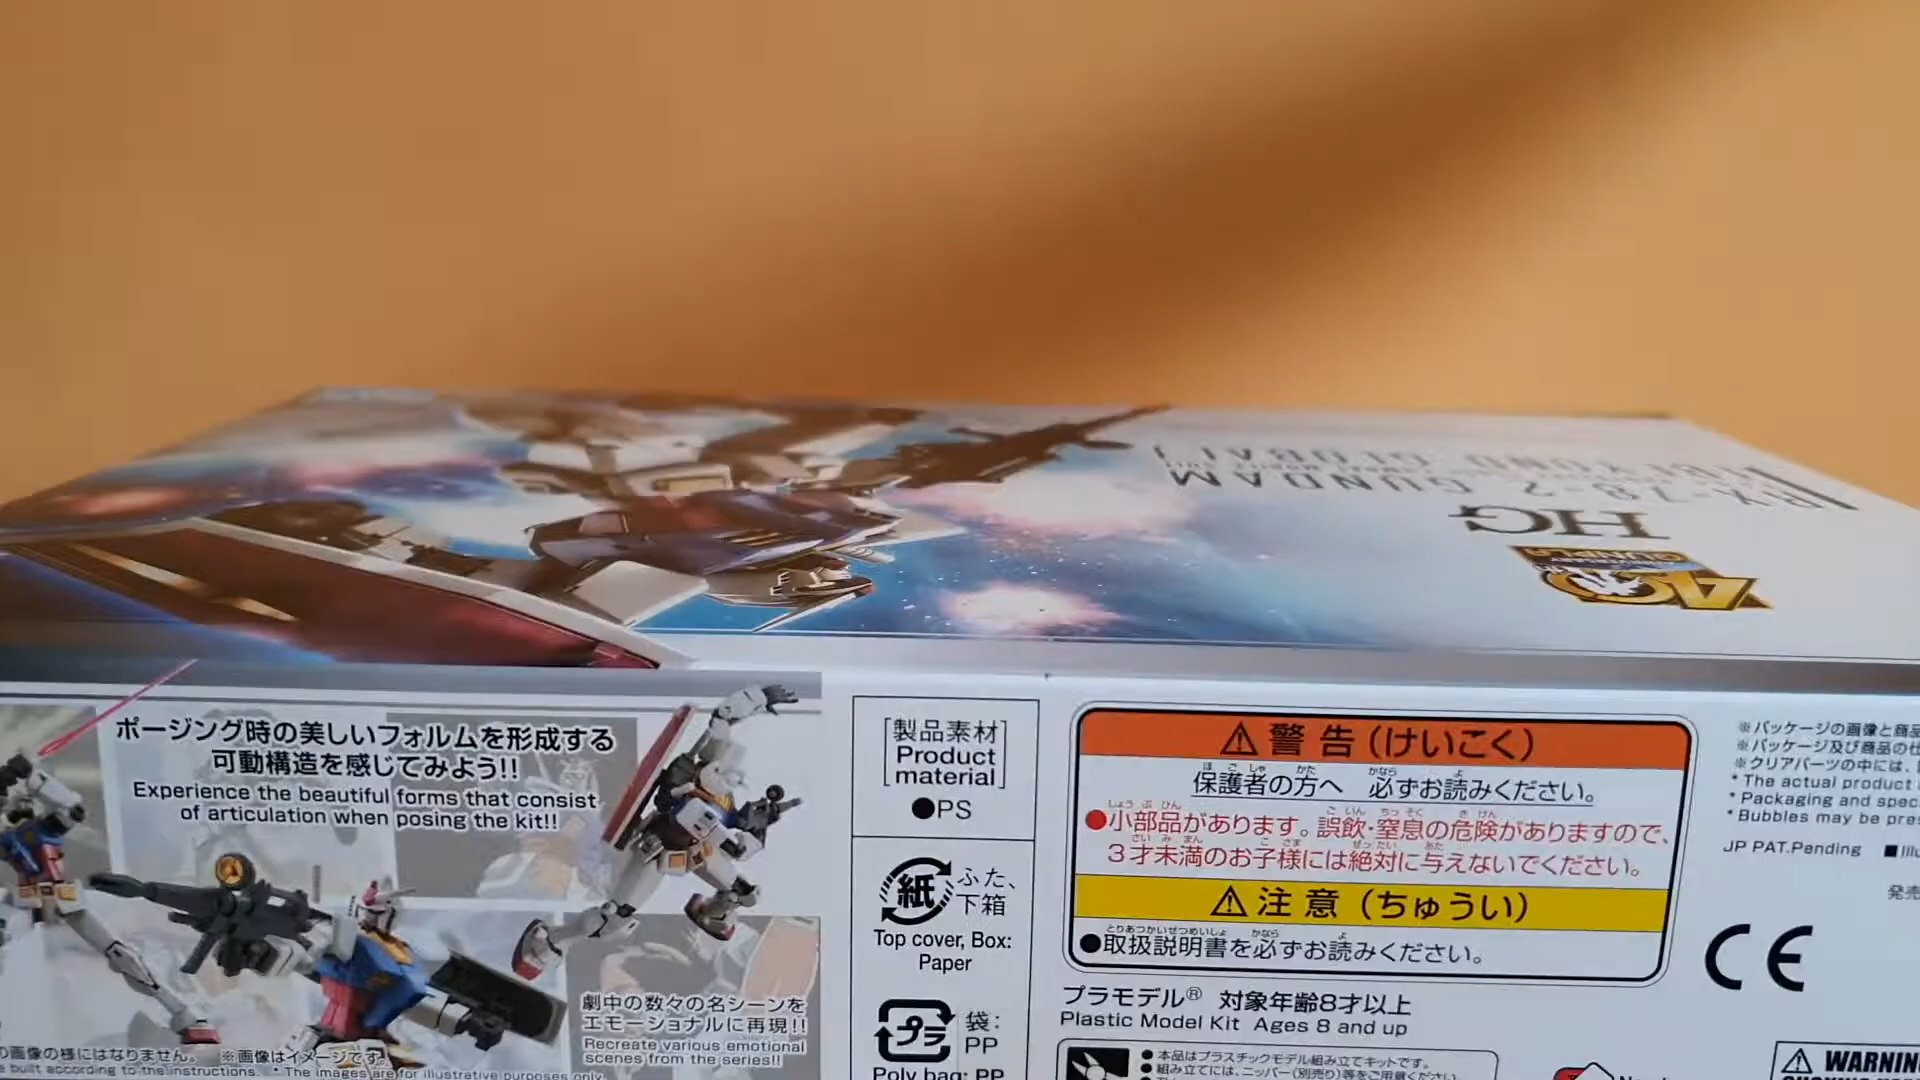 RX-78-2 GUNDAM
[BEYOND GLOBAL]
HG
40
GUNPLA
ポージング時の美しいフォルムを形成する
可動構造を感じてみよう!!
Experience the beautiful forms that consist
of articulation when posing the kit!!
劇中の数々の名シーンを
エモーショナルに再現!!
Recreate various emotional
scenes from the series!!
の画像の様にはなりません。 ※画像はイメージです。
built according to the instructions. * The images are for illustrative purposes only.
[製品素材]
[Product
material]
●PS
紙 ふた、
下箱
Top cover, Box:
Paper
プラ 袋:
PP
Poly bag: PP
⚠警告(けいこく)
保護者の方へ 必ずお読みください。
●小部品があります。誤飲・窒息の危険がありますので、
3才未満のお子様には絶対に与えないでください。
⚠注意(ちゅうい)
●取扱説明書を必ずお読みください。
プラモデル® 対象年齢8才以上
Plastic Model Kit Ages 8 and up
●本品はプラスチックモデル組み立てキットです。
●組み立てには、ニッパー(別売り)等をご用意ください。
※パッケージの画像と商品
※パッケージ及び商品の仕
※クリアパーツの中には、
* The actual product
* Packaging and spec
* Bubbles may be pre
JP PAT.Pending
発売
CE
⚠WARNIN